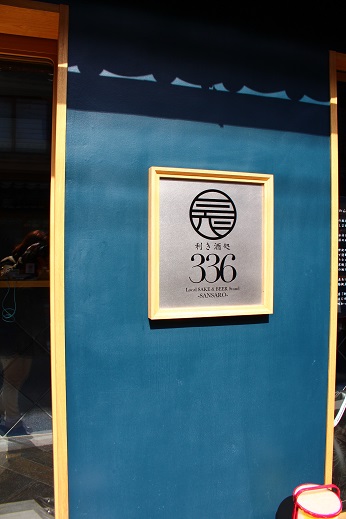 利き酒処
336
Local SAKE & BEER Stand
-SANSARO-